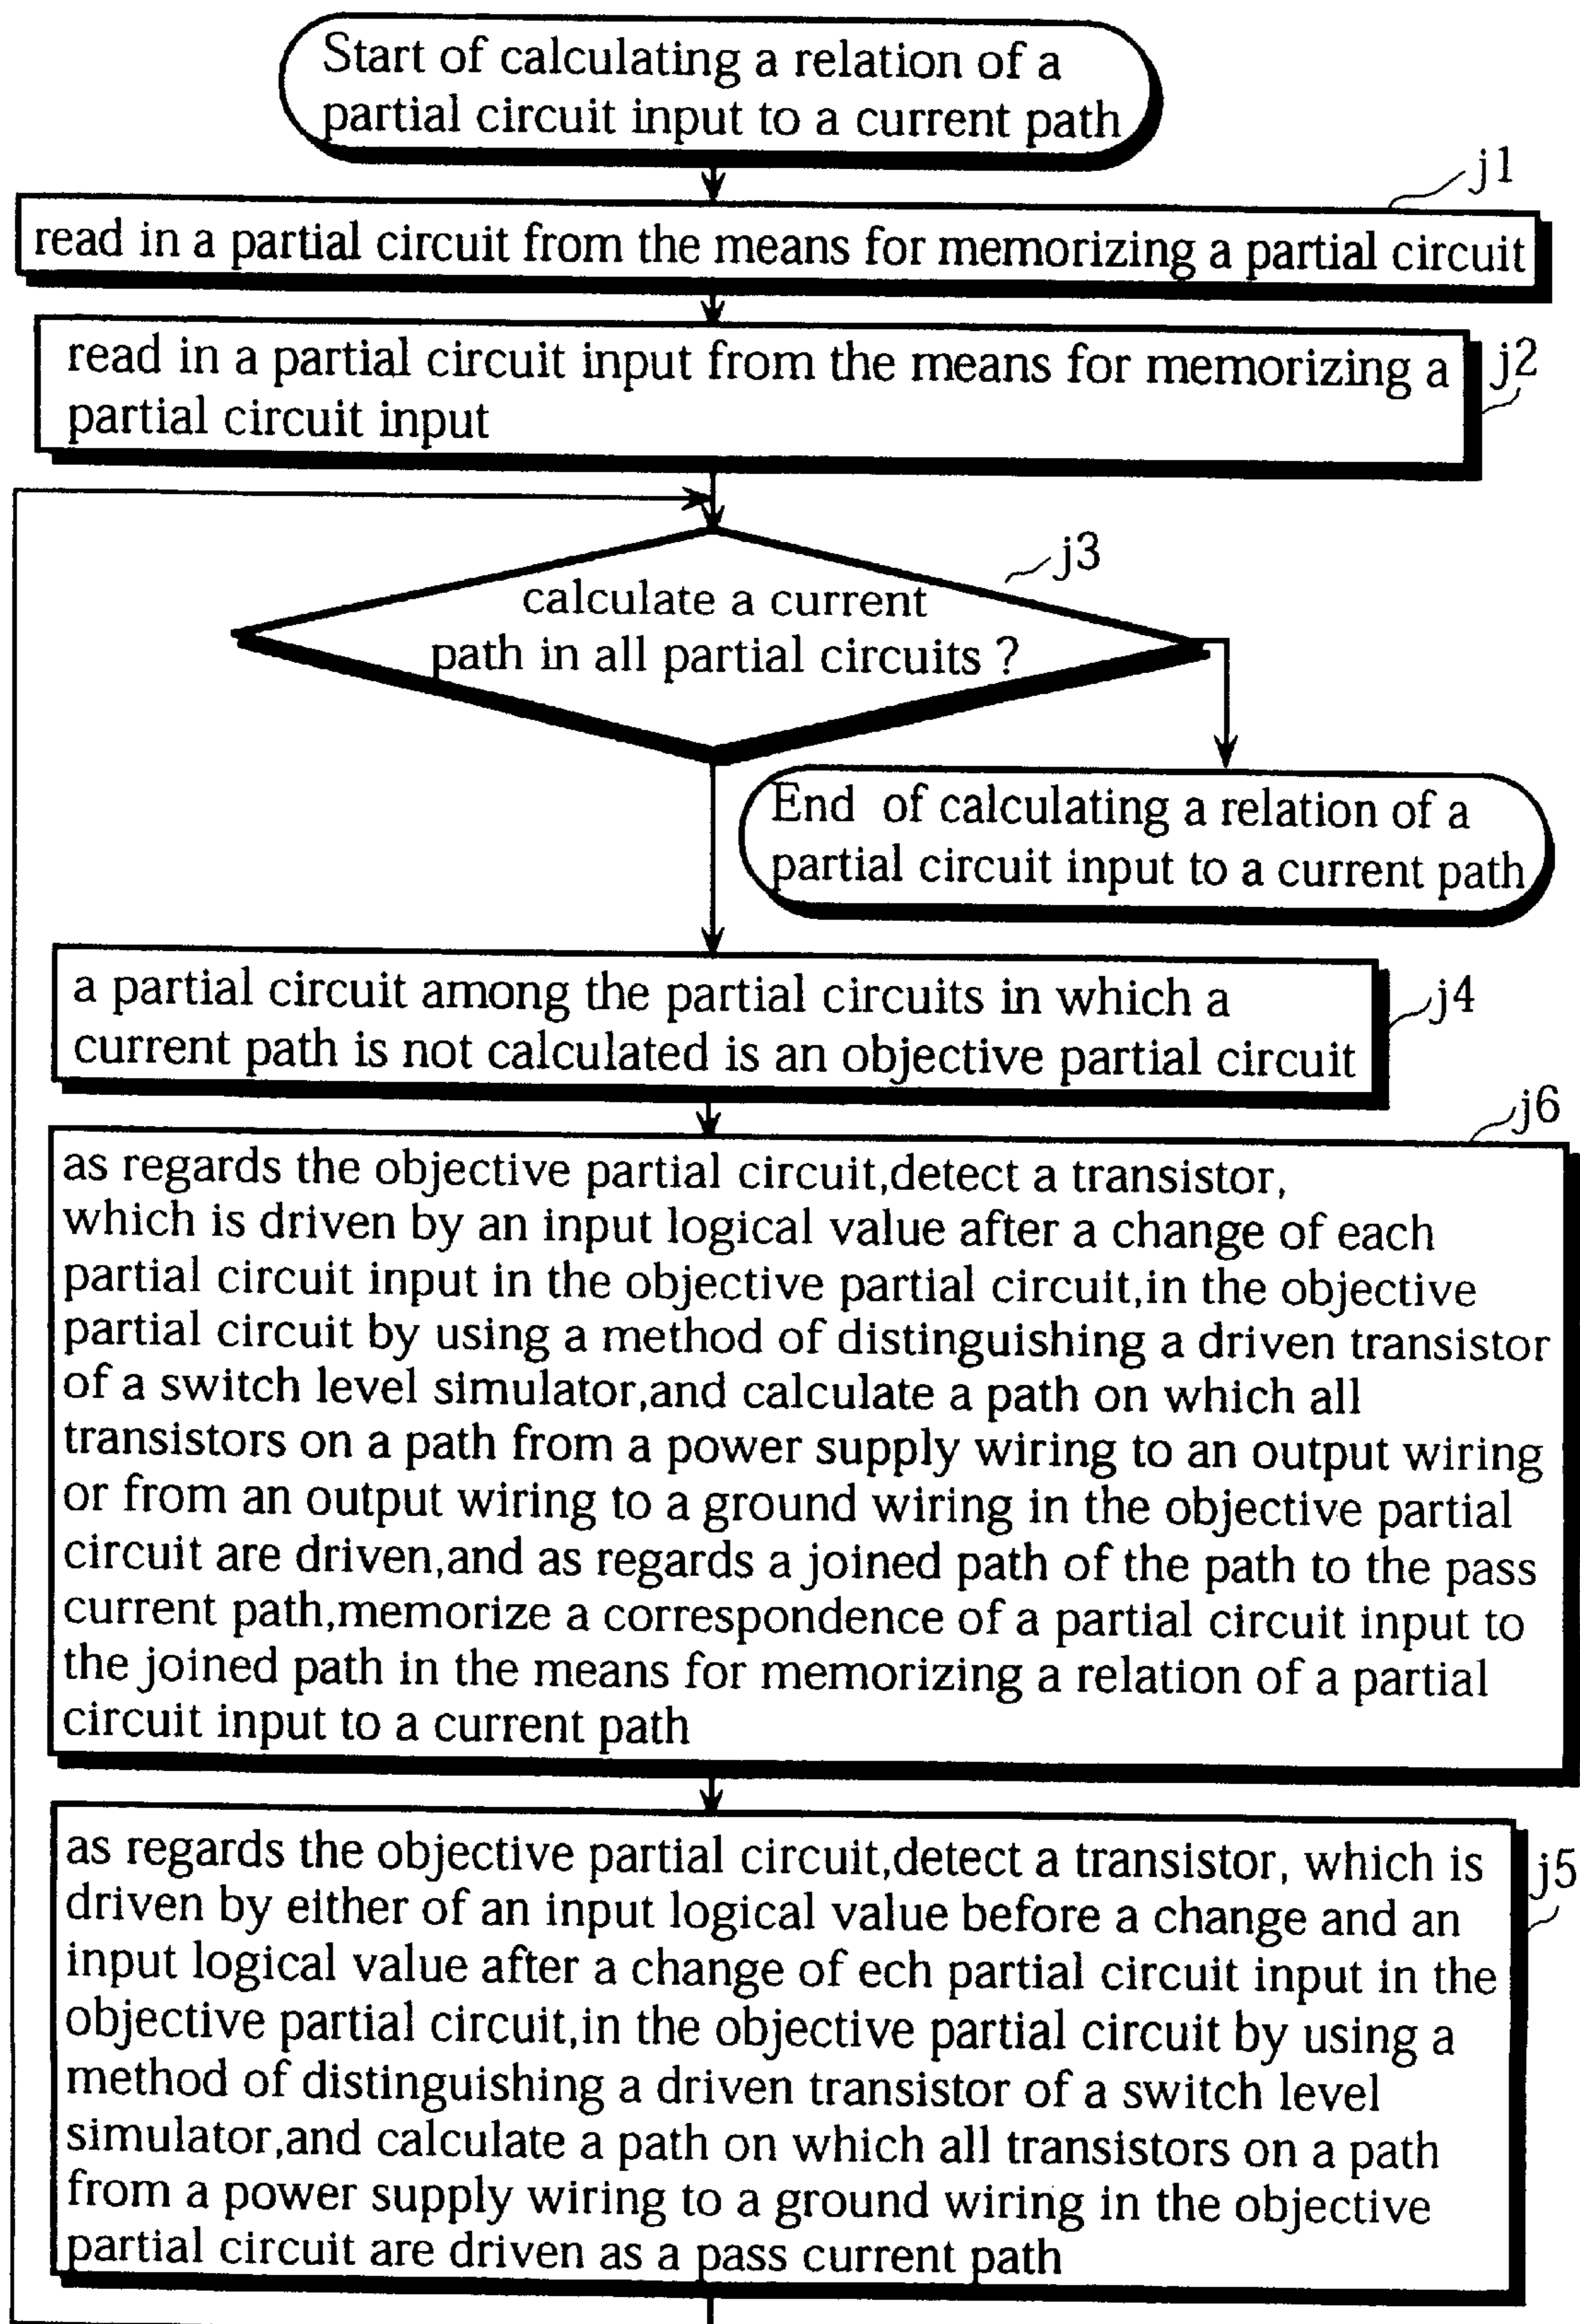 Start of calculating a relation of a
partial circuit input to a current path
j1
read in a partial circuit from the means for memorizing a partial circuit
read in a partial circuit input from the means for memorizing a
partial circuit input
j2
j3
calculate a current
path in all partial circuits ?
End of calculating a relation of a
partial circuit input to a current path
a partial circuit among the partial circuits in which a
current path is not calculated is an objective partial circuit
j4
j6
as regards the objective partial circuit,detect a transistor,
which is driven by an input logical value after a change of each
partial circuit input in the objective partial circuit,in the objective
partial circuit by using a method of distinguishing a driven transistor
of a switch level simulator,and calculate a path on which all
transistors on a path from a power supply wiring to an output wiring
or from an output wiring to a ground wiring in the objective partial
circuit are driven,and as regards a joined path of the path to the pass
current path,memorize a correspondence of a partial circuit input to
the joined path in the means for memorizing a relation of a partial
circuit input to a current path
as regards the objective partial circuit,detect a transistor, which is
driven by either of an input logical value before a change and an
input logical value after a change of ech partial circuit input in the
objective partial circuit,in the objective partial circuit by using a
method of distinguishing a driven transistor of a switch level
simulator,and calculate a path on which all transistors on a path
from a power supply wiring to a ground wiring in the objective
partial circuit are driven as a pass current path
j5